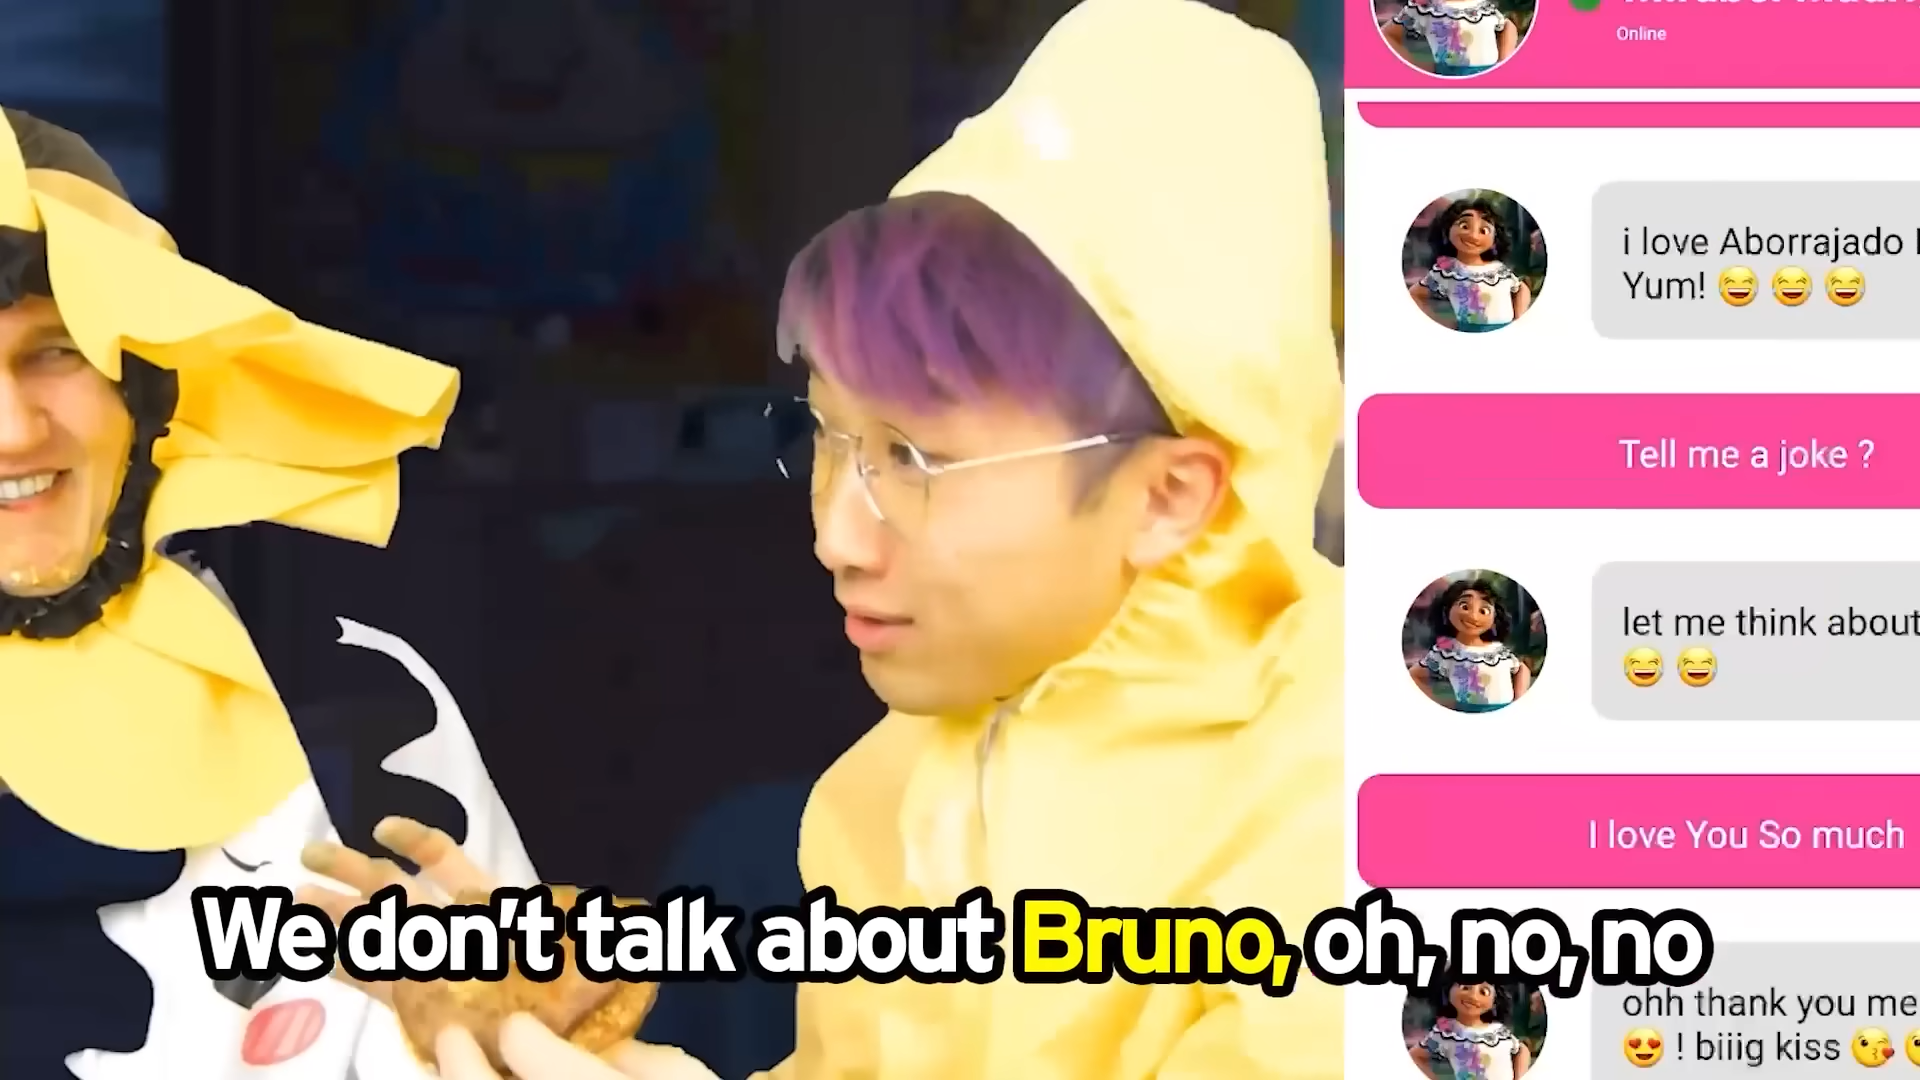 Online
i love Aborrajado
Yum! 😂 😂 😂
Tell me a joke ?
let me think about
😂 😂
I love You So much
We don't talk about Bruno, oh, no, no
ohh thank you me
😍 ! biiig kiss 😘